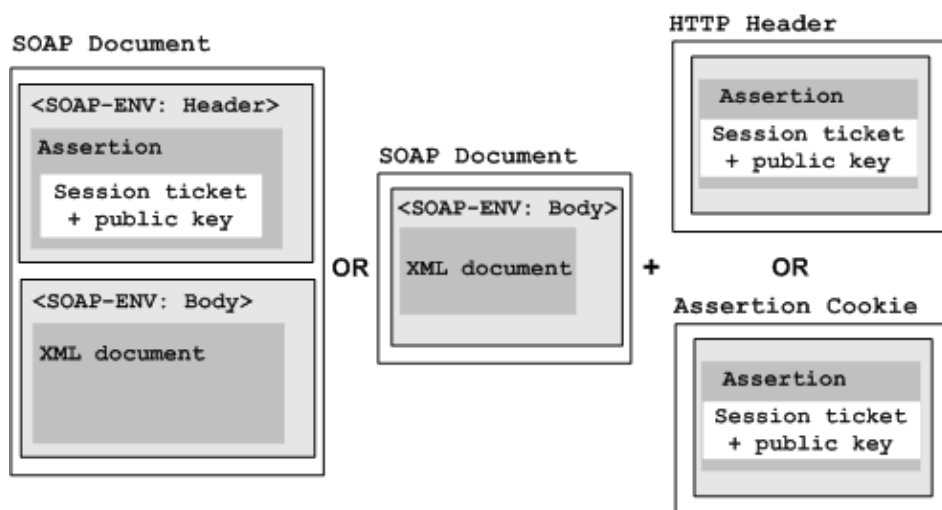 SOAP Document
<SOAP-ENV: Header>
Assertion
Session ticket
+ public key
<SOAP-ENV: Body>
XML document
OR
SOAP Document
<SOAP-ENV: Body>
XML document
+
HTTP Header
Assertion
Session ticket
+ public key
OR
Assertion Cookie
Assertion
Session ticket
+ public key